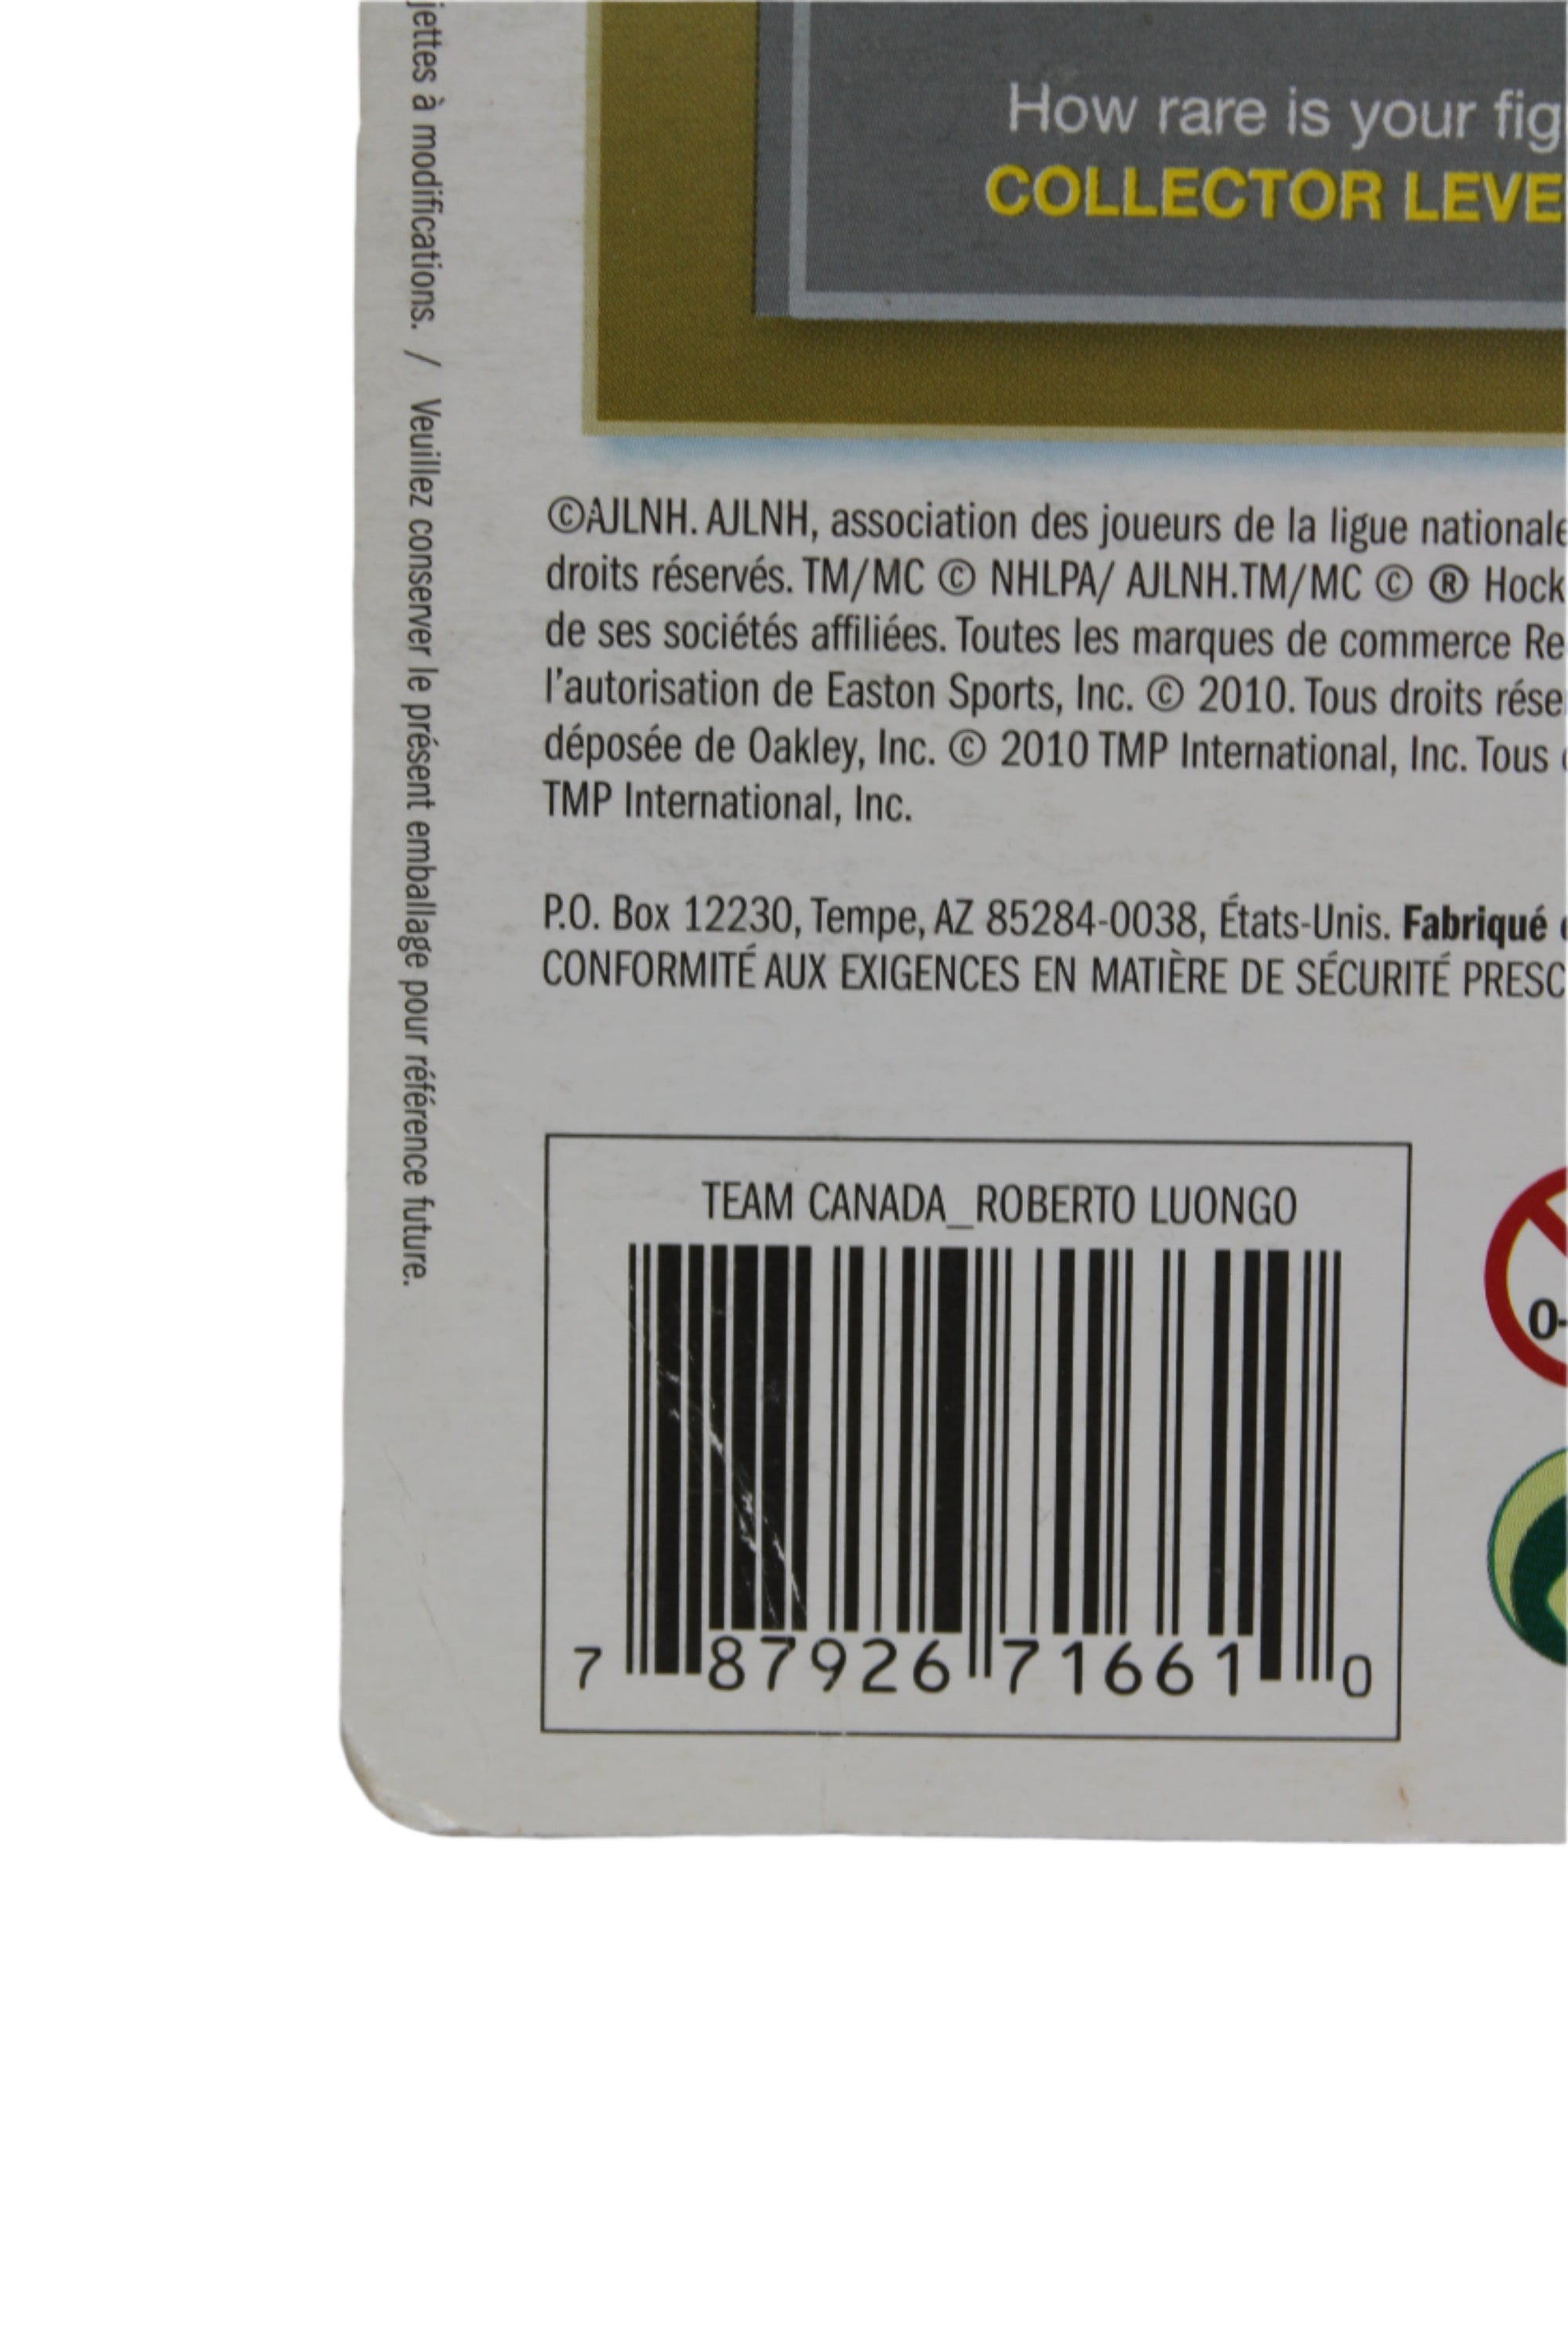 jettes à modifications. / Veuillez conserver le présent emballage pour référence future.
How rare is your fig
COLLECTOR LEVE
©AJLNH. AJLNH, association des joueurs de la ligue nationale
droits réservés. TM/MC © NHLPA/ AJLNH.TM/MC © ® Hock
de ses sociétés affiliées. Toutes les marques de commerce Re
l'autorisation de Easton Sports, Inc. © 2010. Tous droits rése
déposée de Oakley, Inc. © 2010 TMP International, Inc. Tous
TMP International, Inc.
P.O. Box 12230, Tempe, AZ 85284-0038, États-Unis. Fabriqué
CONFORMITÉ AUX EXIGENCES EN MATIÈRE DE SÉCURITÉ PRESC
TEAM CANADA_ROBERTO LUONGO
7 87926 71661 0
0-